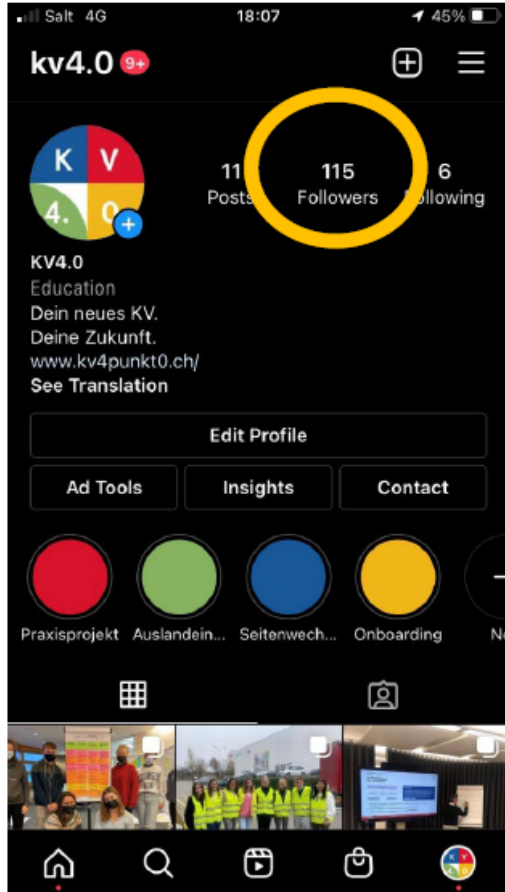 Salt 4G 18:07 45%
kv4.0 9+
K V
4. 0
11 115 6
Posts Followers Following
KV4.0
Education
Dein neues KV.
Deine Zukunft.
www.kv4punkt0.ch/
See Translation
Edit Profile
Ad Tools Insights Contact
Praxisprojekt Auslandein... Seitenwech... Onboarding